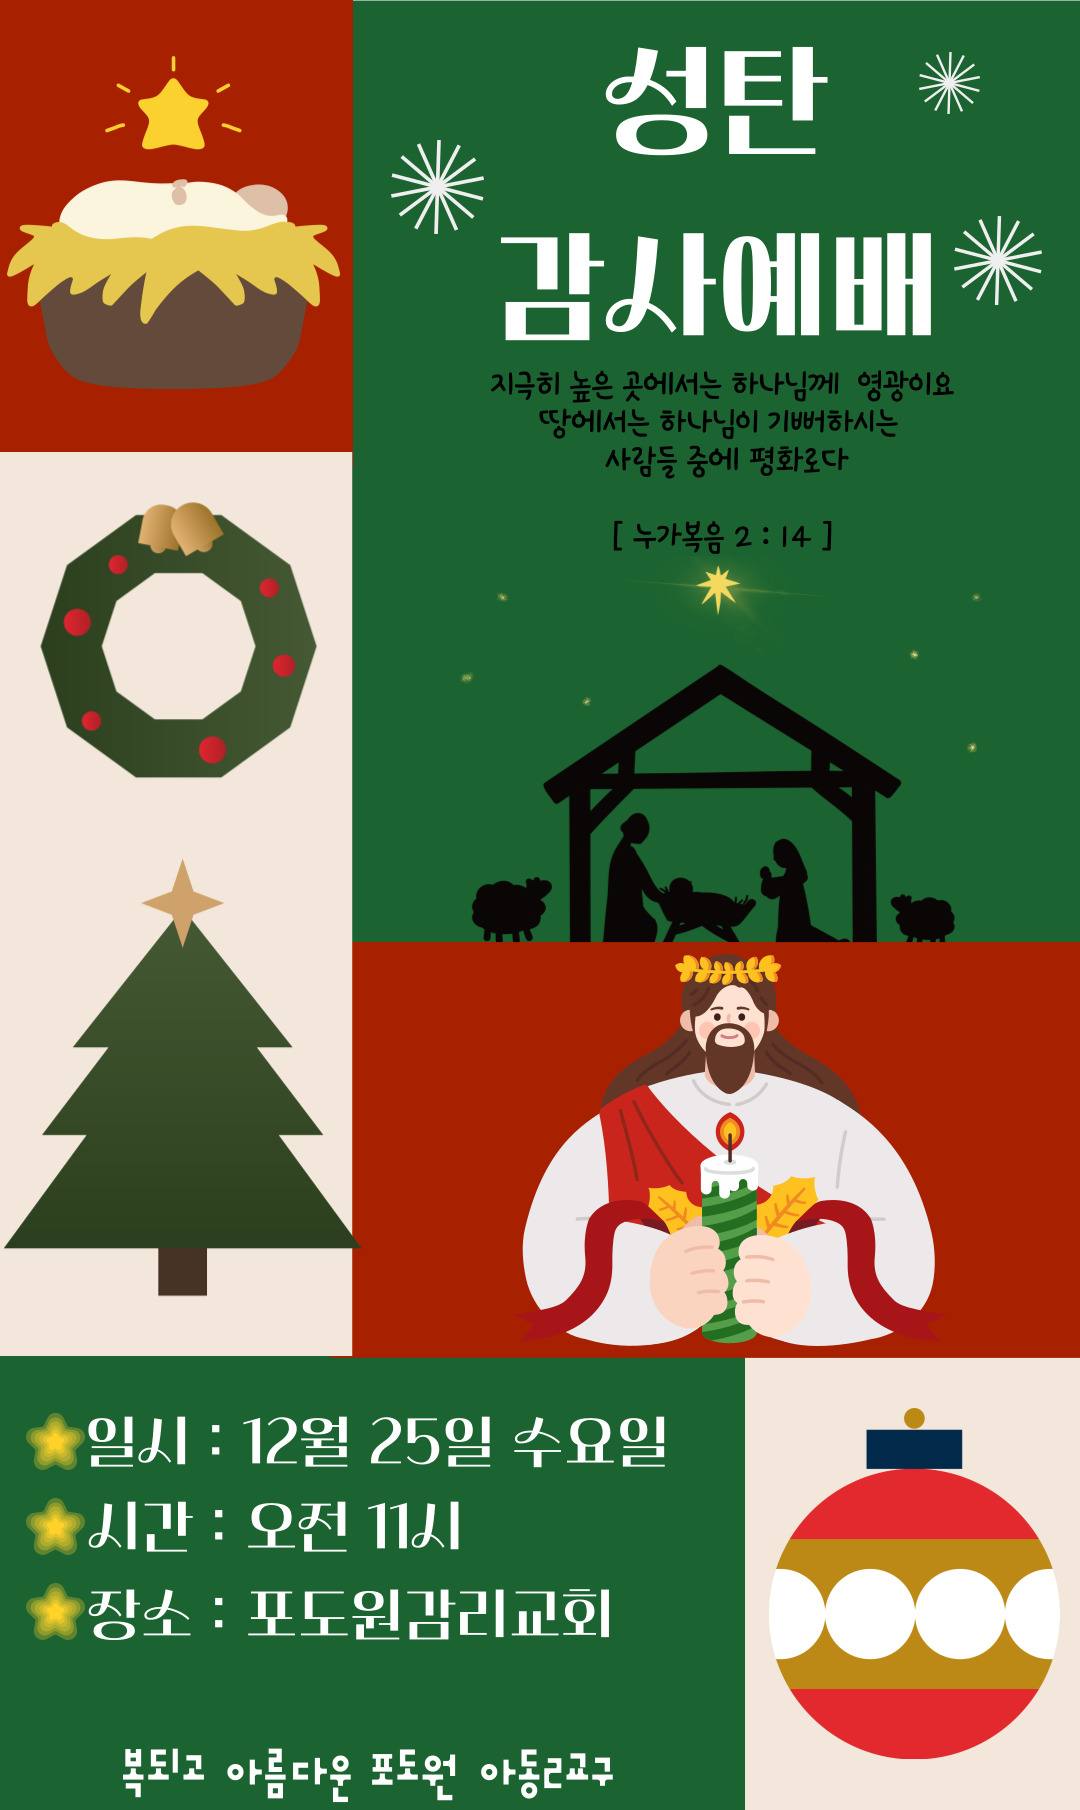 성탄
감사예배
지극히 높은 곳에서는 하나님께 영광이요
땅에서는 하나님이 기뻐하시는
사람들 중에 평화로다
[ 누가복음 2 : 14 ]
일시 : 12월 25일 수요일
시간 : 오전 11시
장소 : 포도원감리교회
복되고 아름다운 포도원 아동2교구